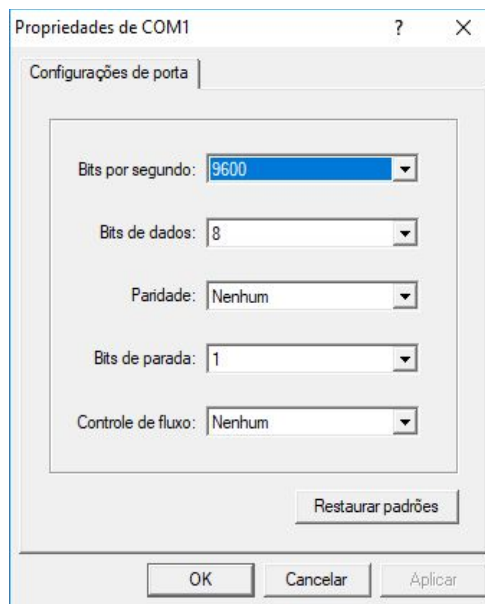 Propriedades de COM1 ?
Configurações de porta
Bits por segundo: 9600
Bits de dados: 8
Paridade: Nenhum
Bits de parada: 1
Controle de fluxo: Nenhum
Restaurar padrões
OK Cancelar Aplicar